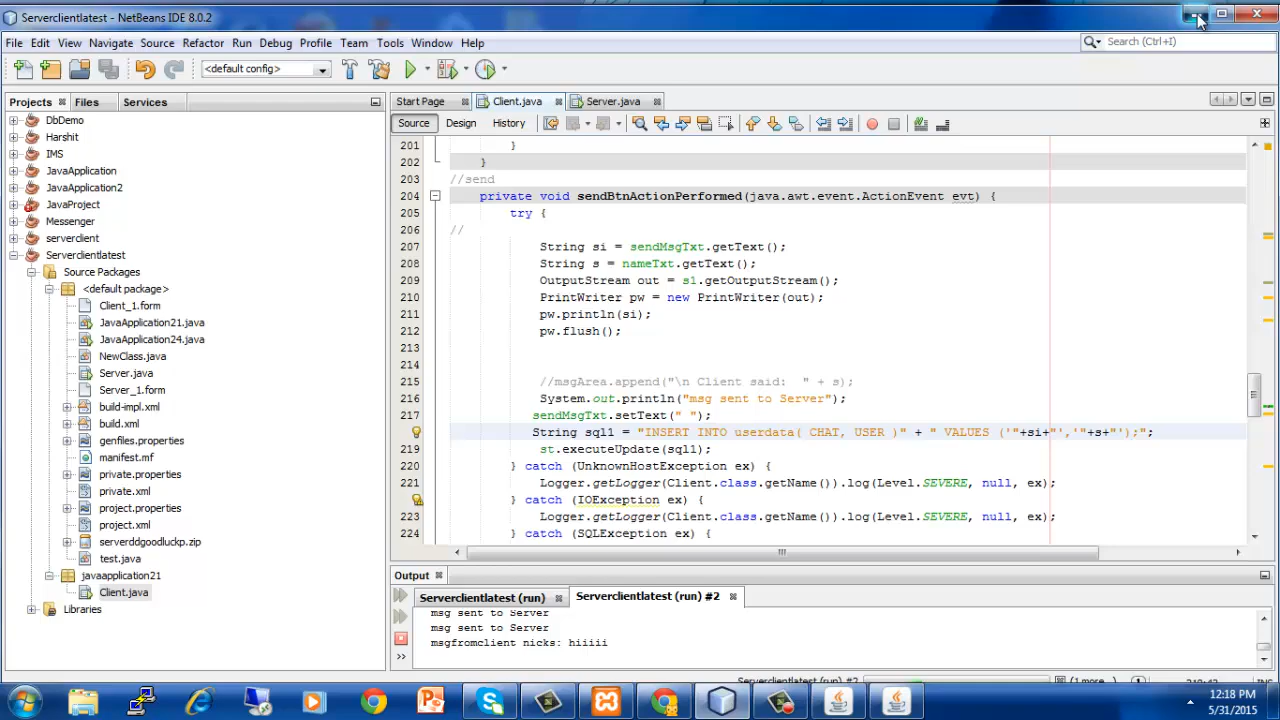 Serverclientlatest - NetBeans IDE 8.0.2
File Edit View Navigate Source Refactor Run Debug Profile Team Tools Window Help
Search (Ctrl+I)
<default config>
Projects Files Services
Start Page Client.java Server.java
Source Design History
DbDemo
Harshit
IMS
JavaApplication
JavaApplication2
JavaProject
Messenger
serverclient
Serverclientlatest
Source Packages
<default package>
Client_1.form
JavaApplication21.java
JavaApplication24.java
NewClass.java
Server.java
Server_1.form
build-impl.xml
build.xml
genfiles.properties
manifest.mf
private.properties
private.xml
project.properties
project.xml
serverddgoodluckp.zip
test.java
javaapplication21
Client.java
Libraries
201 }
202 }
203 //send
204 private void sendBtnActionPerformed(java.awt.event.ActionEvent evt) {
205 try {
206 //
207 String si = sendMsgTxt.getText();
208 String s = nameTxt.getText();
209 OutputStream out = s1.getOutputStream();
210 PrintWriter pw = new PrintWriter(out);
211 pw.println(si);
212 pw.flush();
213
214
215 //msgArea.append("\n Client said:  " + s);
216 System.out.println("msg sent to Server");
217 sendMsgTxt.setText(" ");
String sql1 = "INSERT INTO userdata( CHAT, USER )" + " VALUES ('"+si+"','"+s+"');";
219 st.executeUpdate(sql1);
220 } catch (UnknownHostException ex) {
221 Logger.getLogger(Client.class.getName()).log(Level.SEVERE, null, ex);
} catch (IOException ex) {
223 Logger.getLogger(Client.class.getName()).log(Level.SEVERE, null, ex);
224 } catch (SQLException ex) {
Output
Serverclientlatest (run) Serverclientlatest (run) #2
msg sent to Server
msg sent to Server
msgfromclient nicks: hiiiii
Serverclientlatest (run) #2
12:18 PM
5/31/2015